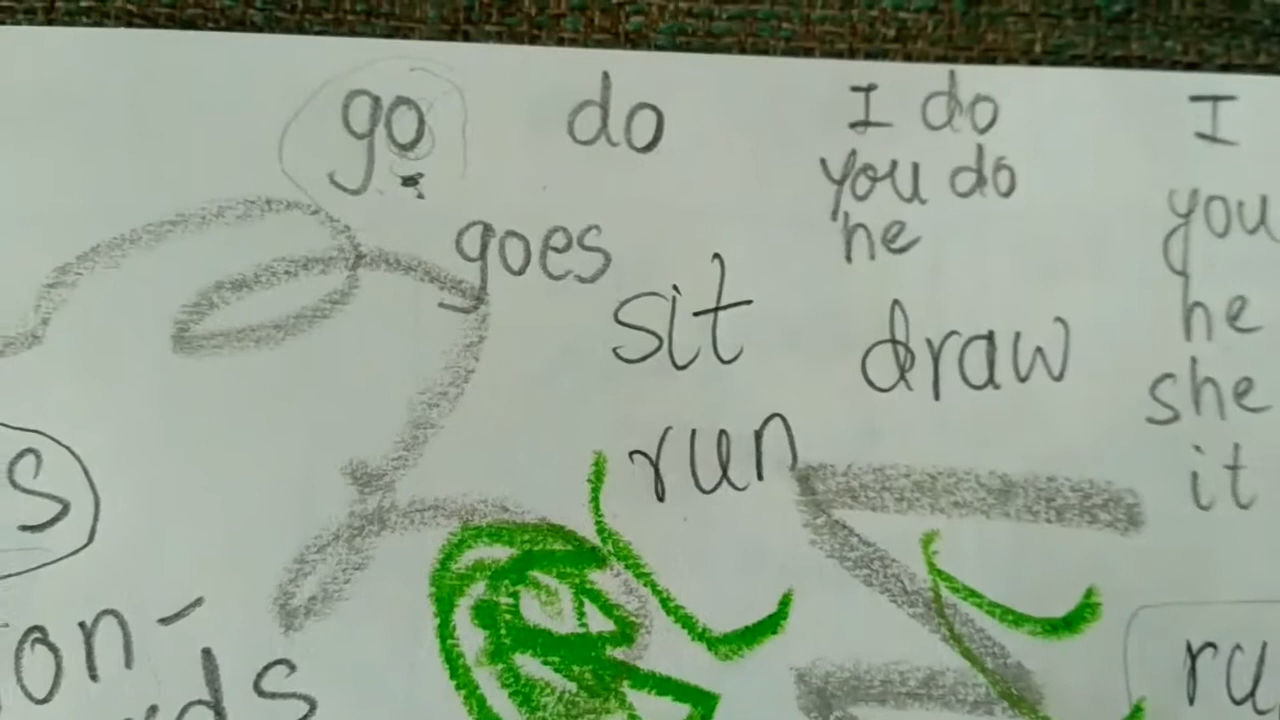 go do
I do
you do
he
goes
sit
draw
run
I
you
he
she
it
s